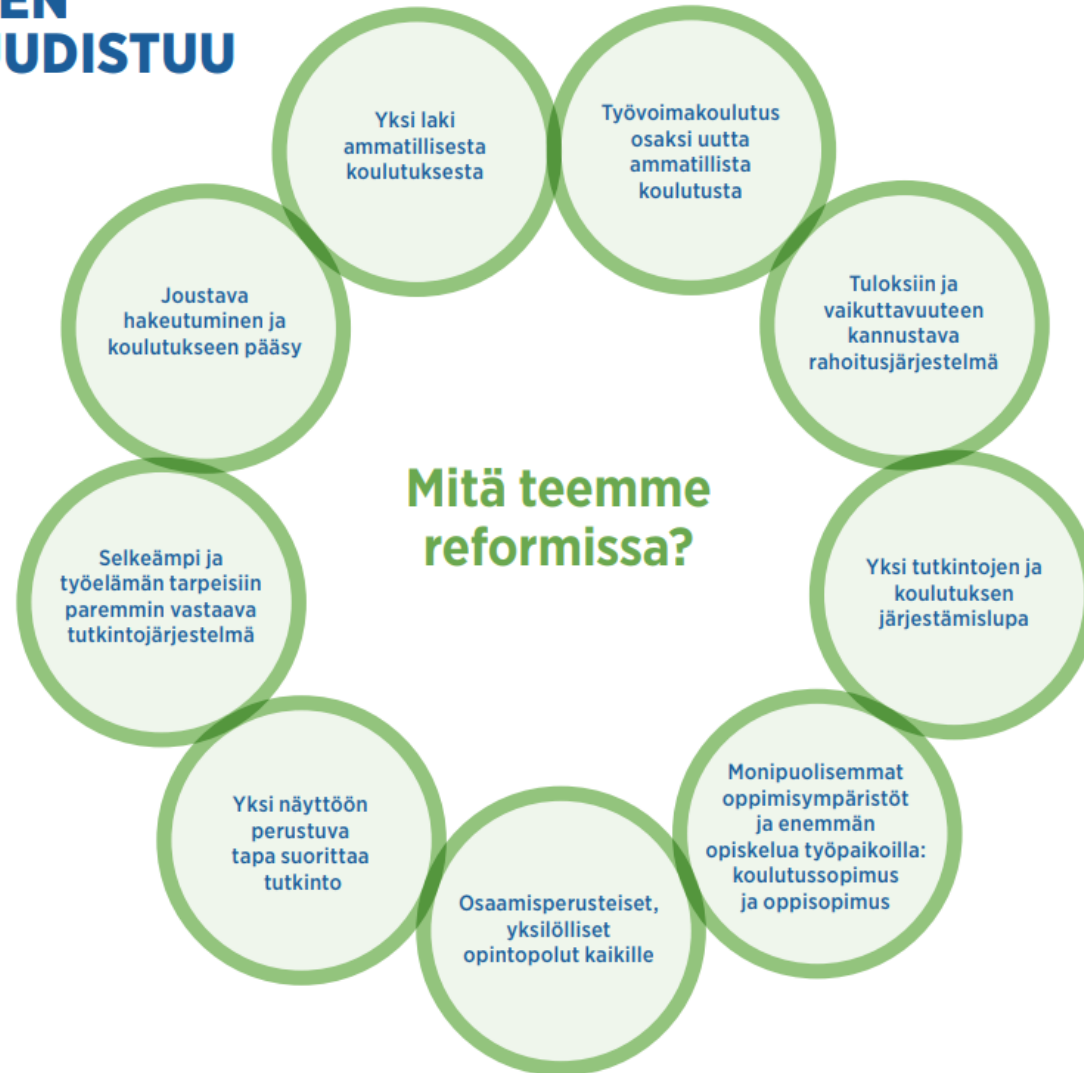 EN
UUDISTUU
Yksi laki
ammatillisesta
koulutuksesta
Työvoimakoulutus
osaksi uutta
ammatillista
koulutusta
Tuloksiin ja
vaikuttavuuteen
kannustava
rahoitusjärjestelmä
Yksi tutkintojen ja
koulutuksen
järjestämislupa
Monipuolisemmat
oppimisympäristöt
ja enemmän
opiskelua työpaikoilla:
koulutussopimus
ja oppisopimus
Osaamisperusteiset,
yksilölliset
opintopolut kaikille
Yksi näyttöön
perustuva
tapa suorittaa
tutkinto
Selkeämpi ja
työelämän tarpeisiin
paremmin vastaava
tutkintojärjestelmä
Joustava
hakeutuminen ja
koulutukseen pääsy
Mitä teemme
reformissa?